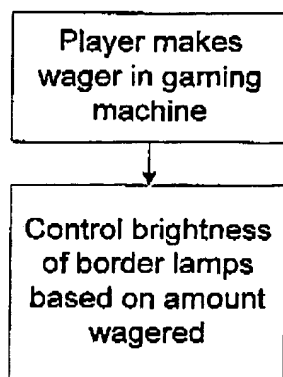 Player makes
wager in gaming
machine
Control brightness
of border lamps
based on amount
wagered